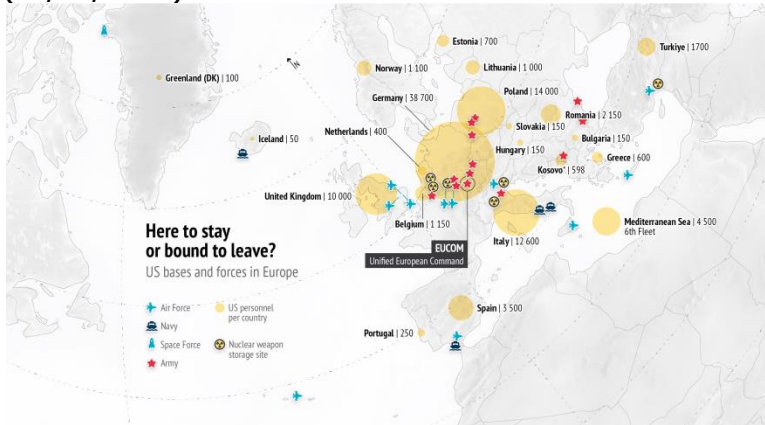 Estonia | 700
Turkiye | 1700
Norway | 1 100
Lithuania | 1 000
Greenland (DK) | 100
Poland | 14 000
Germany | 38 700
Romania | 2 150
Slovakia | 150
Netherlands | 400
Bulgaria | 150
Iceland | 50
Hungary | 150
Greece | 600
Kosovo* | 598
United Kingdom | 10 000
Belgium | 1 150
Mediterranean Sea | 4 500
6th Fleet
Italy | 12 600
EUCOM
Unified European Command
Here to stay
or bound to leave?
US bases and forces in Europe
Air Force
US personnel
per country
Navy
Space Force
Nuclear weapon
storage site
Army
Spain | 3 500
Portugal | 250
N